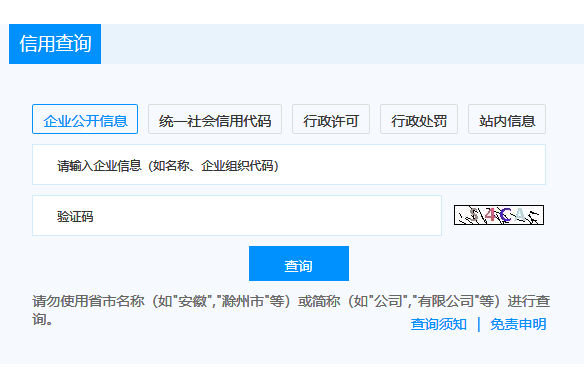 信用查询
企业公开信息 统一社会信用代码 行政许可 行政处罚 站内信息
请输入企业信息（如名称、企业组织代码）
验证码
查询
请勿使用省市名称（如"安徽","滁州市"等）或简称（如"公司","有限公司"等）进行查
询。
查询须知 | 免责申明